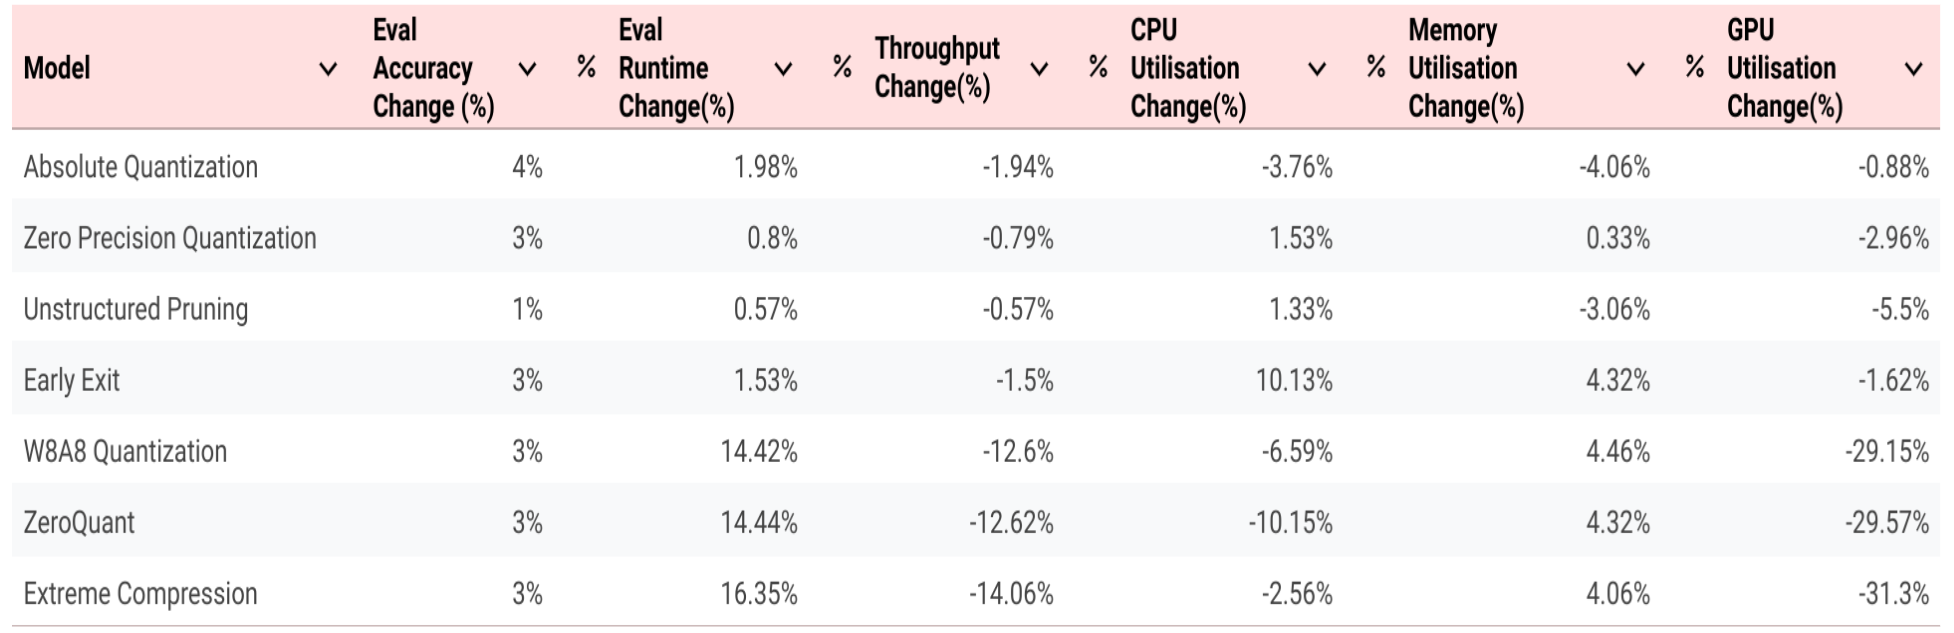 Model Eval Accuracy Change (%) % Eval Runtime Change(%) % Throughput Change(%) % CPU Utilisation Change(%) % Memory Utilisation Change(%) % GPU Utilisation Change(%)
Absolute Quantization 4% 1.98% -1.94% -3.76% -4.06% -0.88%
Zero Precision Quantization 3% 0.8% -0.79% 1.53% 0.33% -2.96%
Unstructured Pruning 1% 0.57% -0.57% 1.33% -3.06% -5.5%
Early Exit 3% 1.53% -1.5% 10.13% 4.32% -1.62%
W8A8 Quantization 3% 14.42% -12.6% -6.59% 4.46% -29.15%
ZeroQuant 3% 14.44% -12.62% -10.15% 4.32% -29.57%
Extreme Compression 3% 16.35% -14.06% -2.56% 4.06% -31.3%